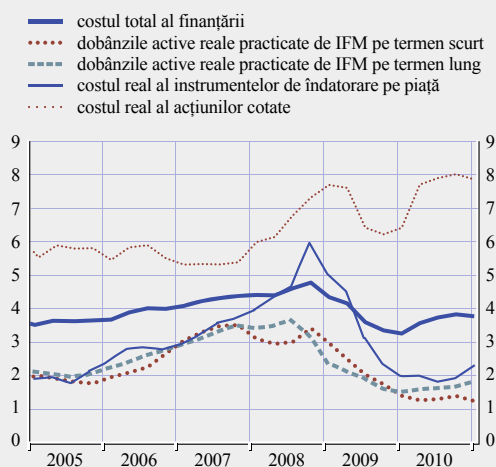 costul total al finanțării
dobânzile active reale practicate de IFM pe termen scurt
dobânzile active reale practicate de IFM pe termen lung
costul real al instrumentelor de îndatorare pe piață
costul real al acțiunilor cotate
9 9
8 8
7 7
6 6
5 5
4 4
3 3
2 2
1 1
0 0
2005 2006 2007 2008 2009 2010